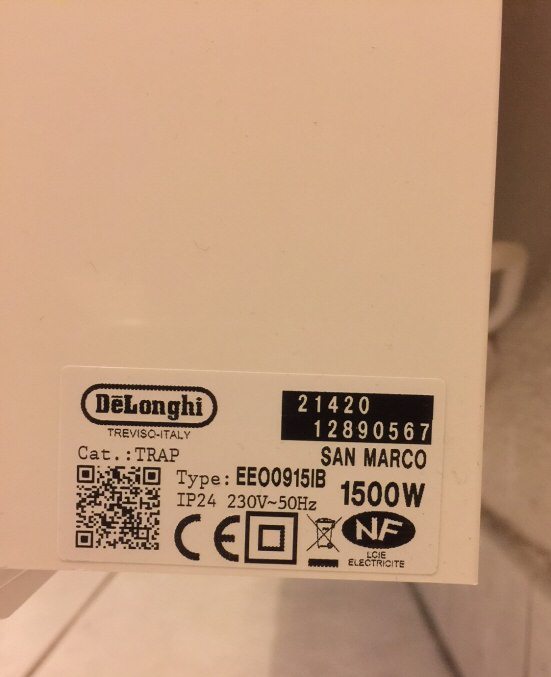 DēLonghi
TREVISO-ITALY
21420
12890567
Cat.:TRAP
SAN MARCO
Type: EEO0915IB
IP24 230V~50Hz
1500W
CE
NF
LCIE
ELECTRICITE